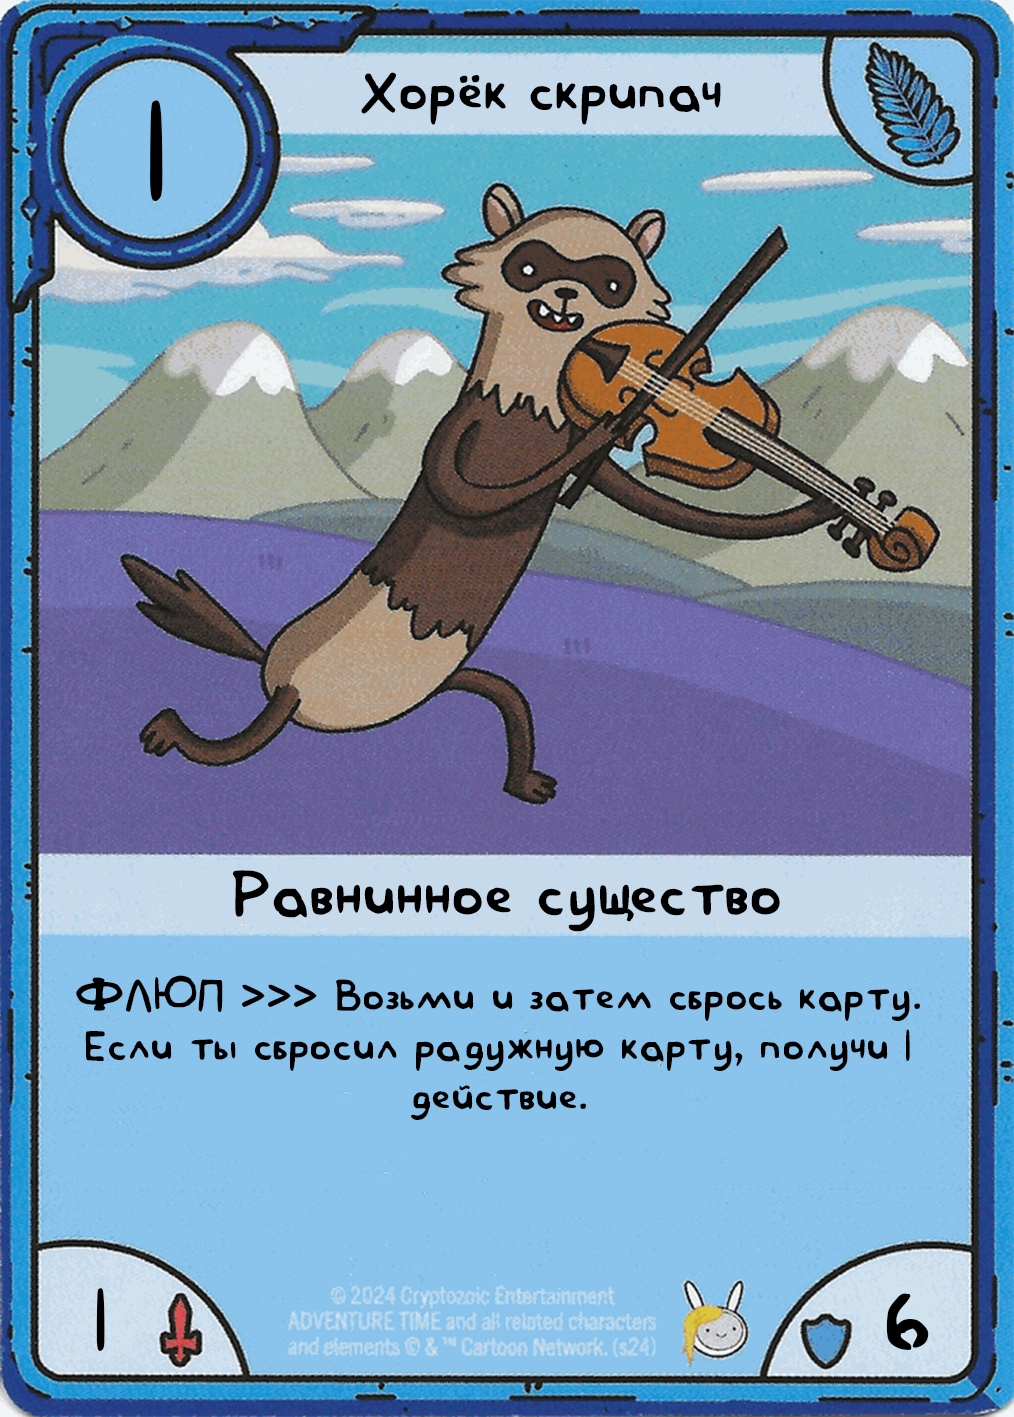 1
Хорёк скрипач
Равнинное существо
ФЛЮП >>> Возьми и затем сбрось карту.
Если ты сбросил радужную карту, получи 1
действие.
1
© 2024 Cryptozoic Entertainment
ADVENTURE TIME and all related characters
and elements © & ™ Cartoon Network. (s24)
6